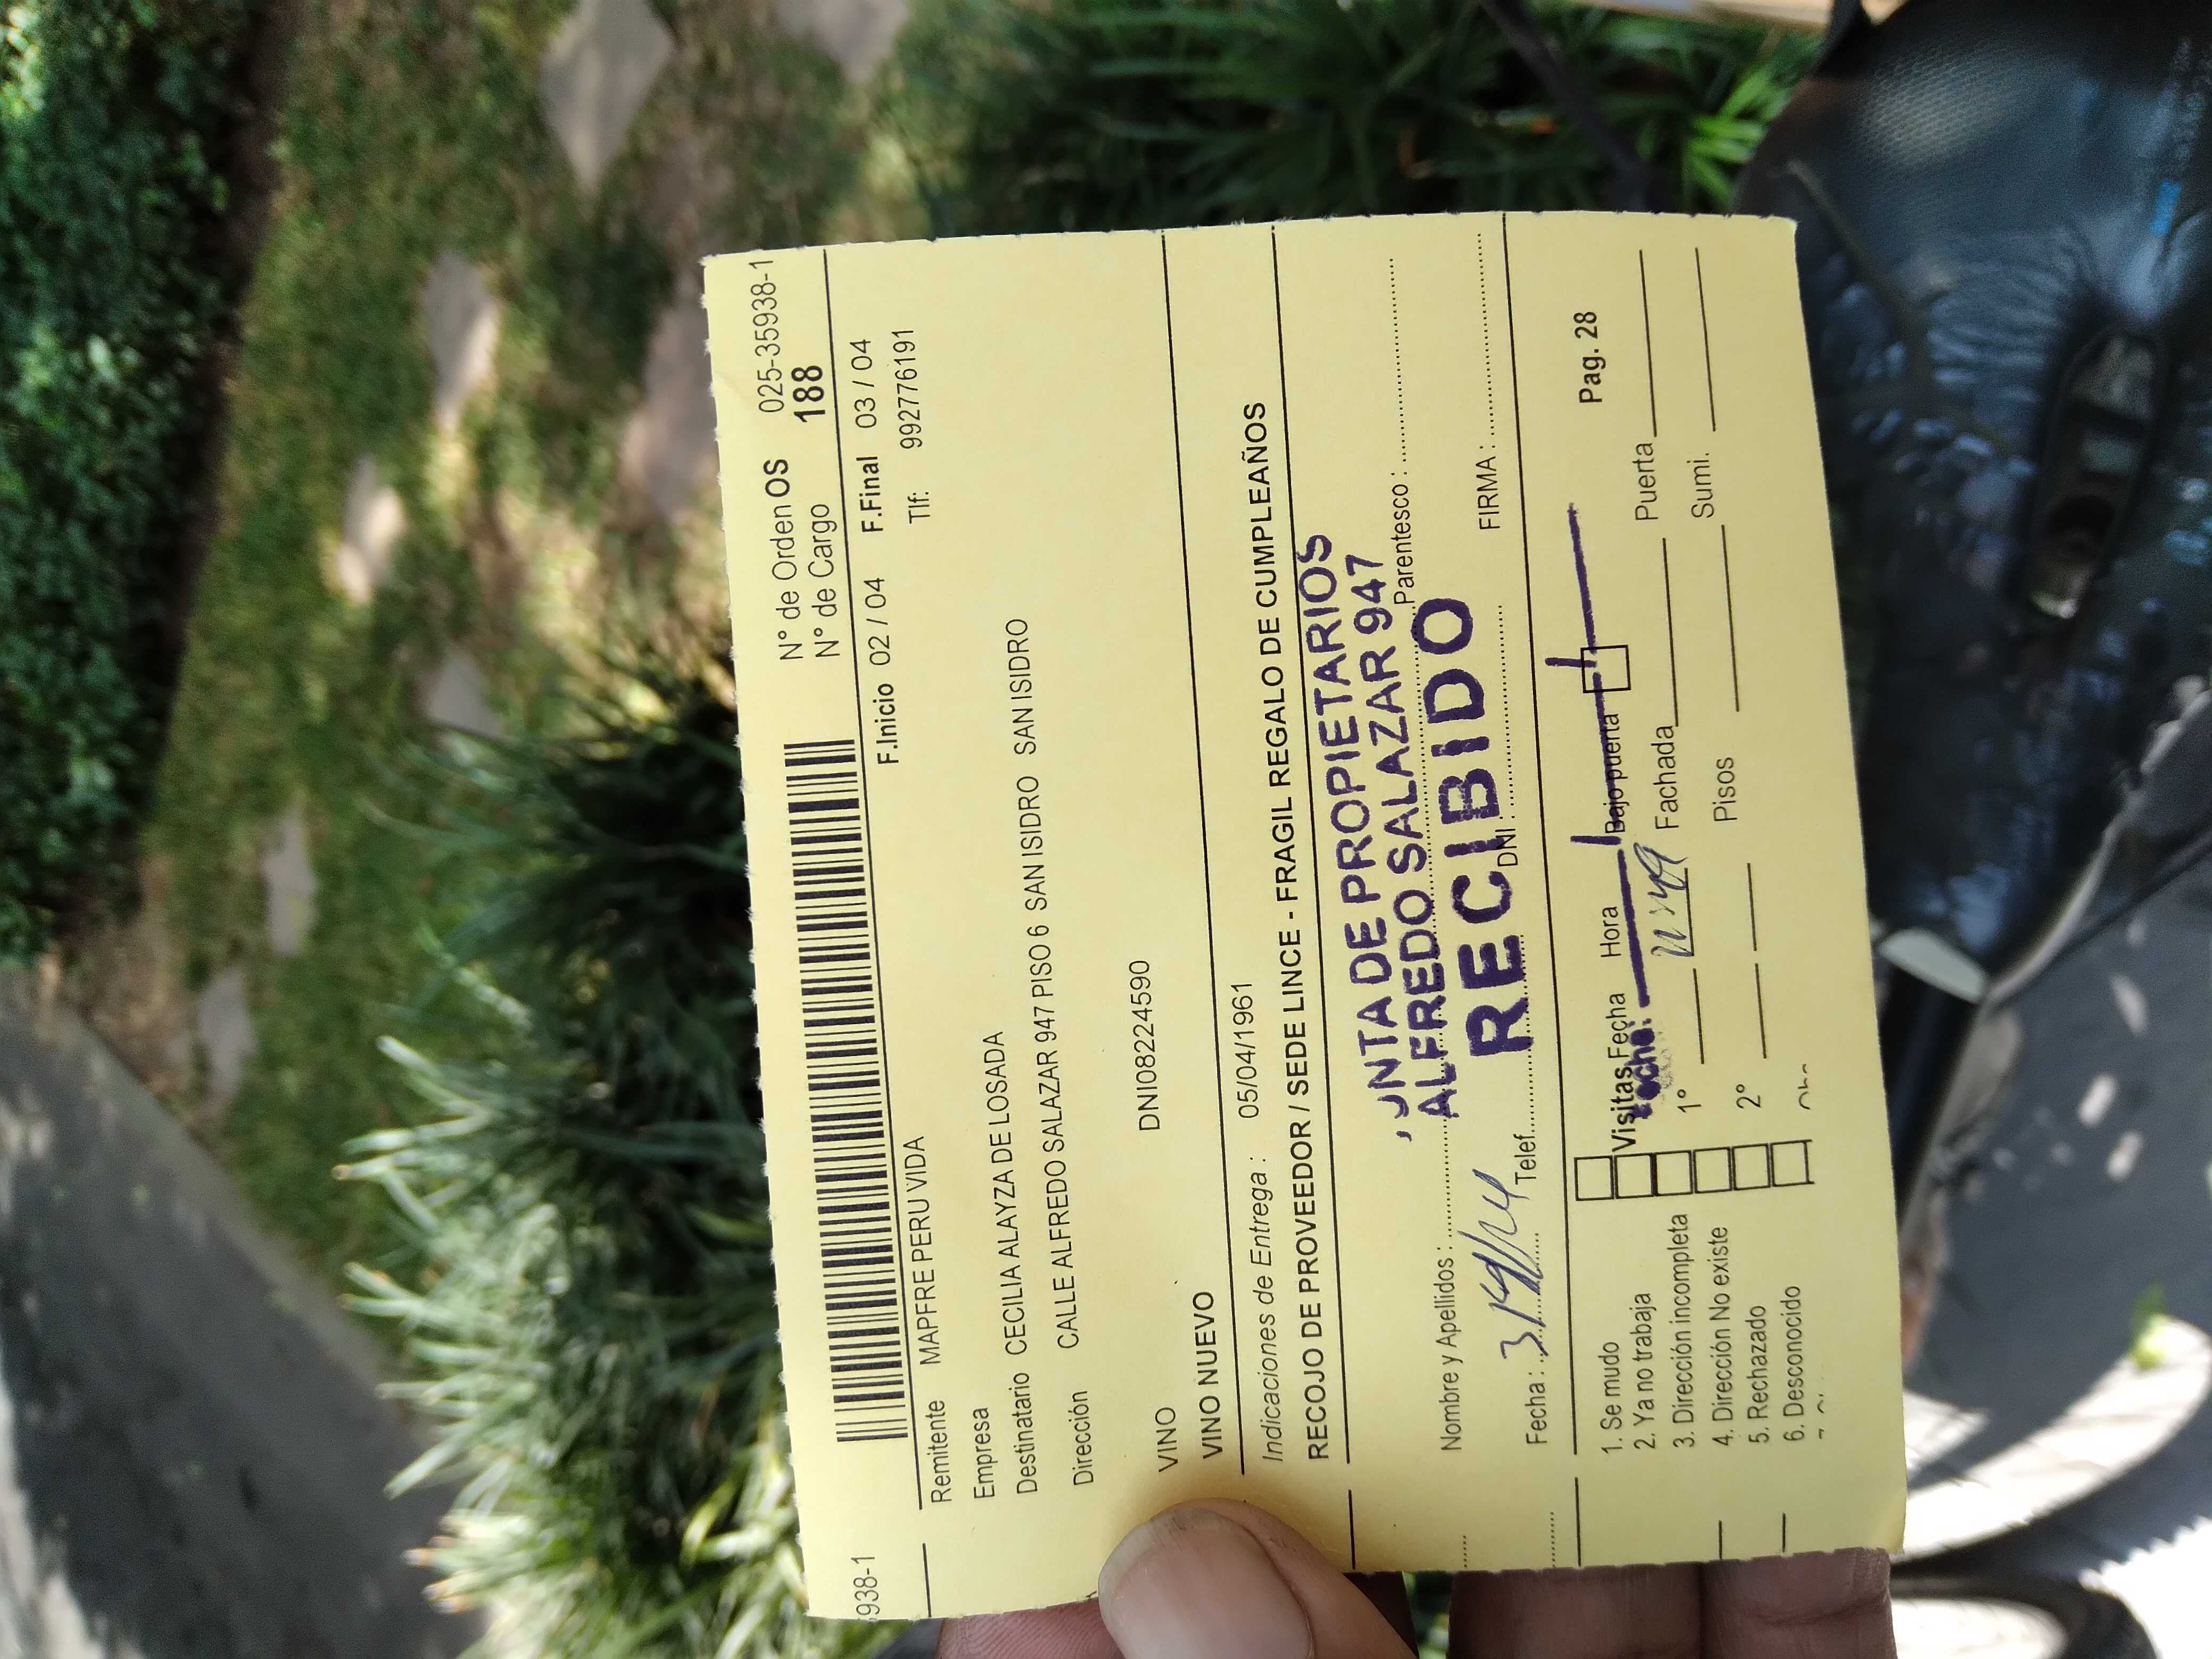 N° de Orden OS 025-35938-1
N° de Cargo 188
938-1
F.Inicio 02 / 04 F.Final 03 / 04
Remitente MAPFRE PERU VIDA Tlf: 992776191
Empresa
Destinatario CECILIA ALAYZA DE LOSADA
Dirección CALLE ALFREDO SALAZAR 947 PISO 6 SAN ISIDRO SAN ISIDRO
DNI08224590
VINO
VINO NUEVO
Indicaciones de Entrega : 05/04/1961
RECOJO DE PROVEEDOR / SEDE LINCE - FRAGIL REGALO DE CUMPLEAÑOS
JUNTA DE PROPIETARIOS
ALFREDO SALAZAR 947
RECIBIDO
Nombre y Apellidos : Parentesco :
Fecha : Telef. DNI : FIRMA :
Pag. 28
1. Se mudo Visitas Fecha Hora Bajo puerta
2. Ya no trabaja Fachada Puerta
3. Dirección incompleta 1°
4. Dirección No existe Pisos Sumi.
5. Rechazado 2°
6. Desconocido